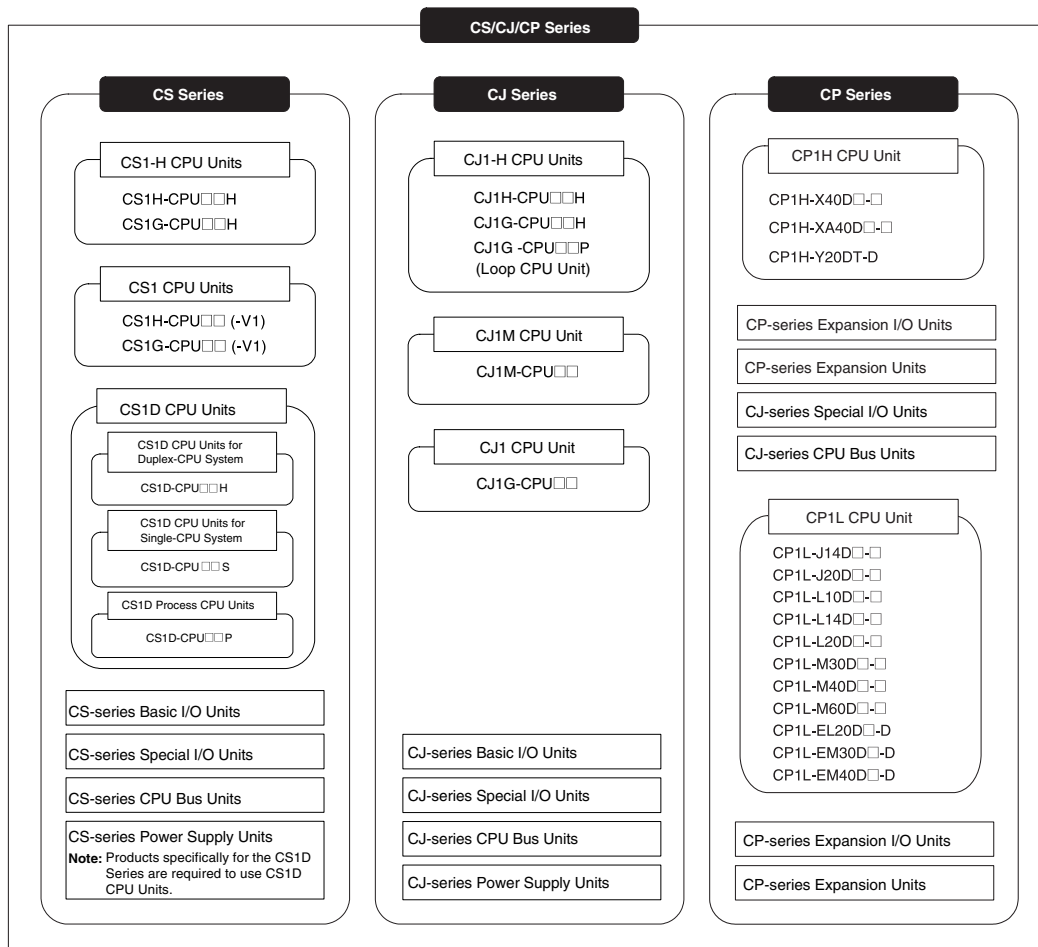 CS/CJ/CP Series
CS Series
CS1-H CPU Units
CS1H-CPU□□H
CS1G-CPU□□H
CS1 CPU Units
CS1H-CPU□□ (-V1)
CS1G-CPU□□ (-V1)
CS1D CPU Units
CS1D CPU Units for
Duplex-CPU System
CS1D-CPU□□H
CS1D CPU Units for
Single-CPU System
CS1D-CPU □□ S
CS1D Process CPU Units
CS1D-CPU□□ P
CS-series Basic I/O Units
CS-series Special I/O Units
CS-series CPU Bus Units
CS-series Power Supply Units
Note: Products specifically for the CS1D
Series are required to use CS1D
CPU Units.
CJ Series
CJ1-H CPU Units
CJ1H-CPU□□H
CJ1G-CPU□□H
CJ1G -CPU□□P
(Loop CPU Unit)
CJ1M CPU Unit
CJ1M-CPU□□
CJ1 CPU Unit
CJ1G-CPU□□
CJ-series Basic I/O Units
CJ-series Special I/O Units
CJ-series CPU Bus Units
CJ-series Power Supply Units
CP Series
CP1H CPU Unit
CP1H-X40D□-□
CP1H-XA40D□-□
CP1H-Y20DT-D
CP-series Expansion I/O Units
CP-series Expansion Units
CJ-series Special I/O Units
CJ-series CPU Bus Units
CP1L CPU Unit
CP1L-J14D□-□
CP1L-J20D□-□
CP1L-L10D□-□
CP1L-L14D□-□
CP1L-L20D□-□
CP1L-M30D□-□
CP1L-M40D□-□
CP1L-M60D□-□
CP1L-EL20D□-D
CP1L-EM30D□-D
CP1L-EM40D□-D
CP-series Expansion I/O Units
CP-series Expansion Units